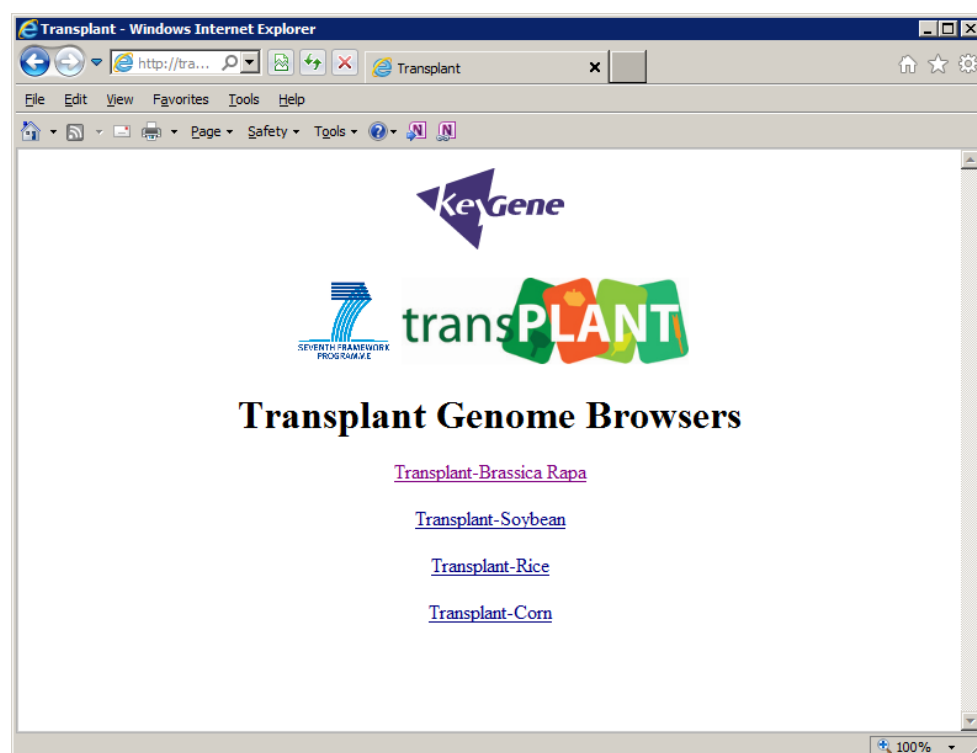 Transplant - Windows Internet Explorer
http://tra...
Transplant
File Edit View Favorites Tools Help
Page Safety Tools
KeyGene
SEVENTH FRAMEWORK
PROGRAMME
transPLANT
Transplant Genome Browsers
Transplant-Brassica Rapa
Transplant-Soybean
Transplant-Rice
Transplant-Corn
100%